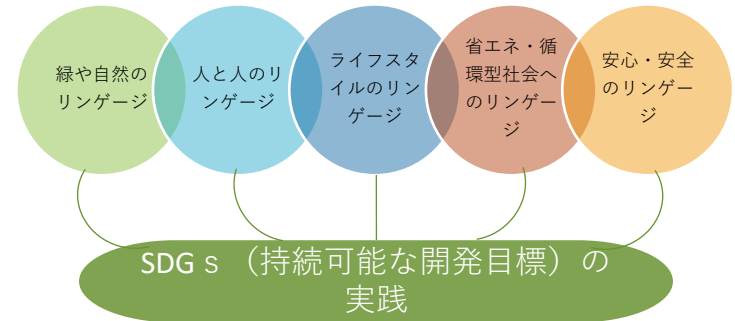 緑や自然の
リンゲージ
人と人のリ
ンゲージ
ライフスタ
イルのリン
ゲージ
省エネ・循
環型社会へ
のリンゲー
ジ
安心・安全
のリンゲー
ジ
SDGｓ（持続可能な開発目標）の
実践